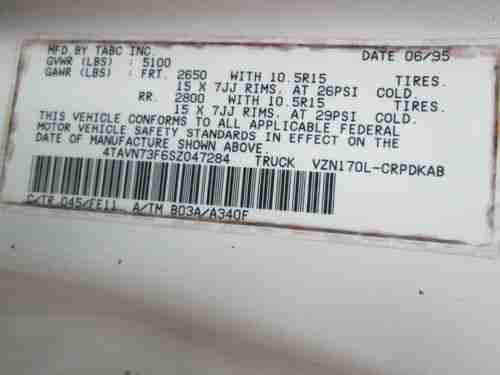 MFD BY TABC INC. DATE 06/95
GVWR (LBS) : 5100
GAWR (LBS) : FRT. 2650 WITH 10.5R15 TIRES.
15 X 7JJ RIMS, AT 26PSI COLD.
RR. 2800 WITH 10.5R15 TIRES.
15 X 7JJ RIMS, AT 29PSI COLD.
THIS VEHICLE CONFORMS TO ALL APPLICABLE FEDERAL
MOTOR VEHICLE SAFETY STANDARDS IN EFFECT ON THE
DATE OF MANUFACTURE SHOWN ABOVE.
4TAVN73F6SZ047284 TRUCK VZN170L-CRPDKAB
C/TR 045/EE11 A/TM B03A/A340F